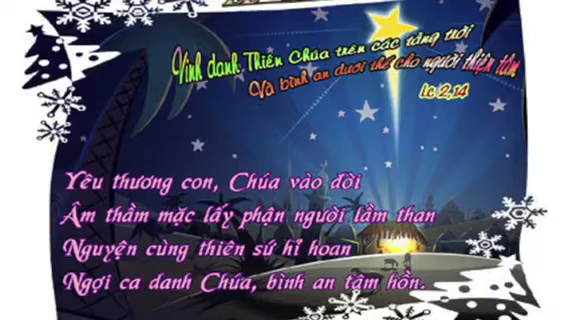 Vinh danh Thiên Chúa trên các tầng trời
Và bình an dưới thế cho người thiện tâm
Lc 2,14
Yêu thương con, Chúa vào đời
Âm thầm mặc lấy phận người lầm than
Nguyện cùng thiên sứ hỉ hoan
Ngợi ca danh Chúa, bình an tâm hồn.